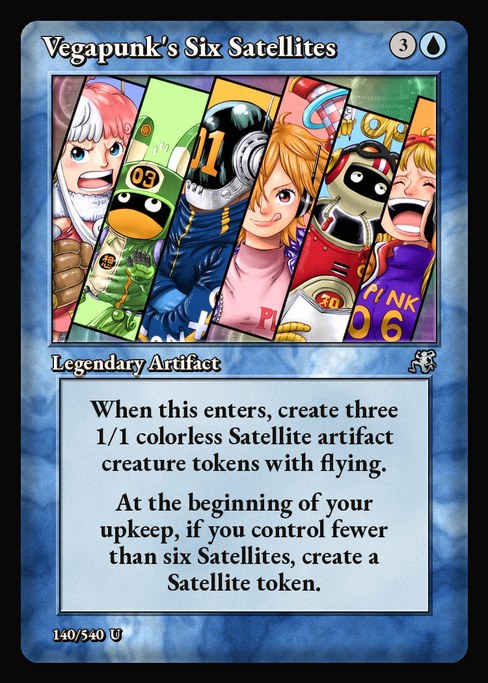 Vegapunk's Six Satellites 3
03
01
PINK
06
Legendary Artifact
When this enters, create three
1/1 colorless Satellite artifact
creature tokens with flying.
At the beginning of your
upkeep, if you control fewer
than six Satellites, create a
Satellite token.
140/540 U